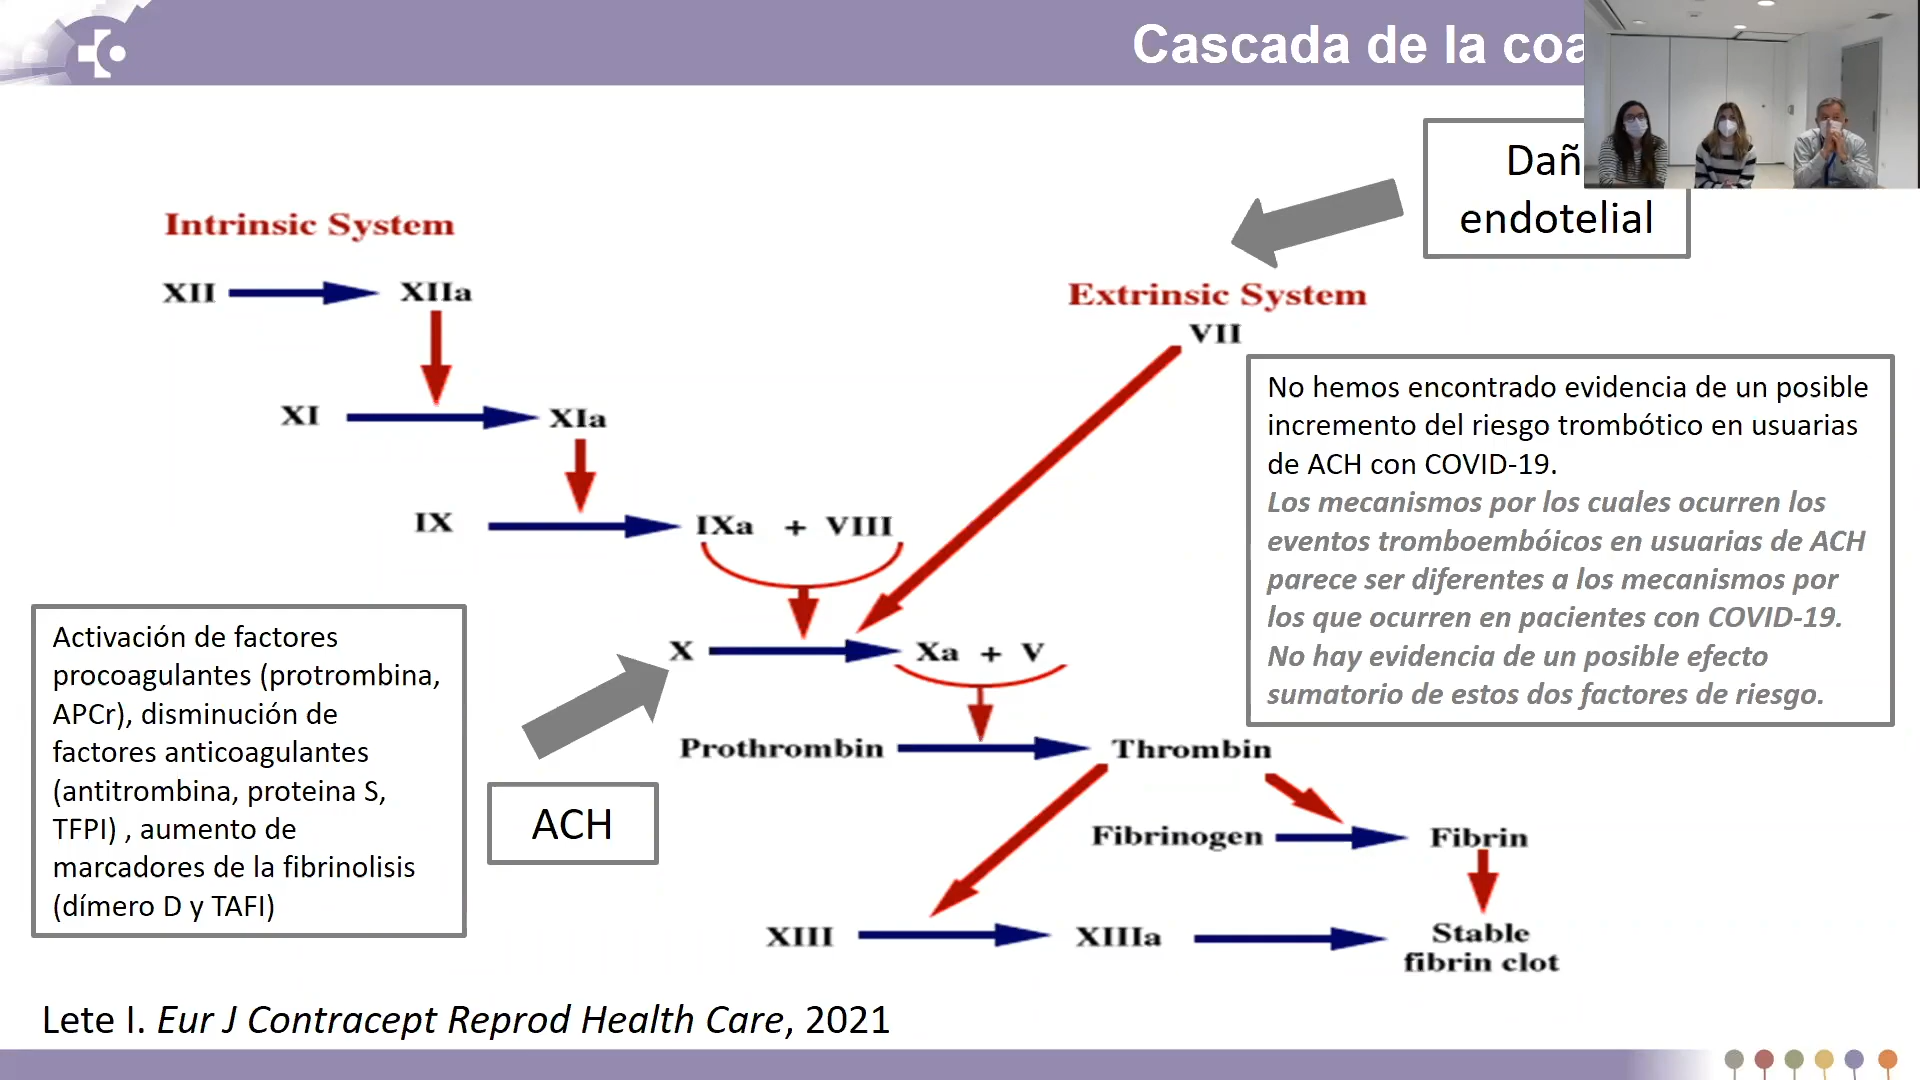 Cascada de la coa
Dañ
endotelial
Intrinsic System
XII XIIa
Extrinsic System
VII
XI XIa
IX IXa + VIII
No hemos encontrado evidencia de un posible
incremento del riesgo trombótico en usuarias
de ACH con COVID-19.
Los mecanismos por los cuales ocurren los
eventos tromboembóicos en usuarias de ACH
parece ser diferentes a los mecanismos por
los que ocurren en pacientes con COVID-19.
No hay evidencia de un posible efecto
sumatorio de estos dos factores de riesgo.
X Xa + V
Activación de factores
procoagulantes (protrombina,
APCr), disminución de
factores anticoagulantes
(antitrombina, proteina S,
TFPI) , aumento de
marcadores de la fibrinolisis
(dímero D y TAFI)
ACH
Prothrombin Thrombin
Fibrinogen Fibrin
XIII XIIIa Stable
fibrin clot
Lete I. Eur J Contracept Reprod Health Care, 2021